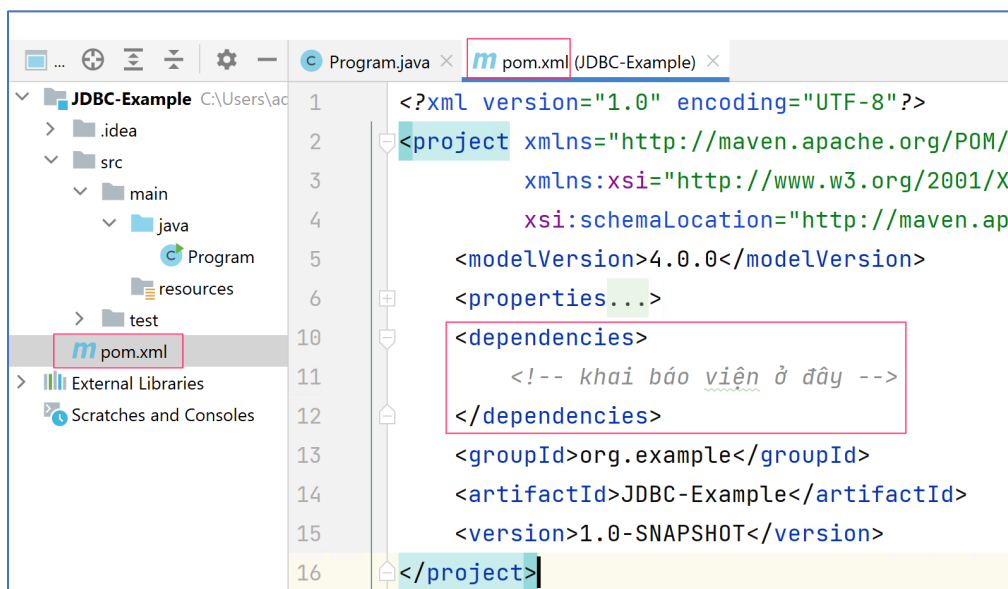 ...
Program.java
pom.xml (JDBC-Example)
JDBC-Example C:\Users\ac
.idea
src
main
java
Program
resources
test
pom.xml
External Libraries
Scratches and Consoles
1 <?xml version="1.0" encoding="UTF-8"?>
2 <project xmlns="http://maven.apache.org/POM/
3 xmlns:xsi="http://www.w3.org/2001/X
4 xsi:schemaLocation="http://maven.ap
5 <modelVersion>4.0.0</modelVersion>
6 <properties...>
10 <dependencies>
11 <!-- khai báo viện ở đây -->
12 </dependencies>
13 <groupId>org.example</groupId>
14 <artifactId>JDBC-Example</artifactId>
15 <version>1.0-SNAPSHOT</version>
16 </project>